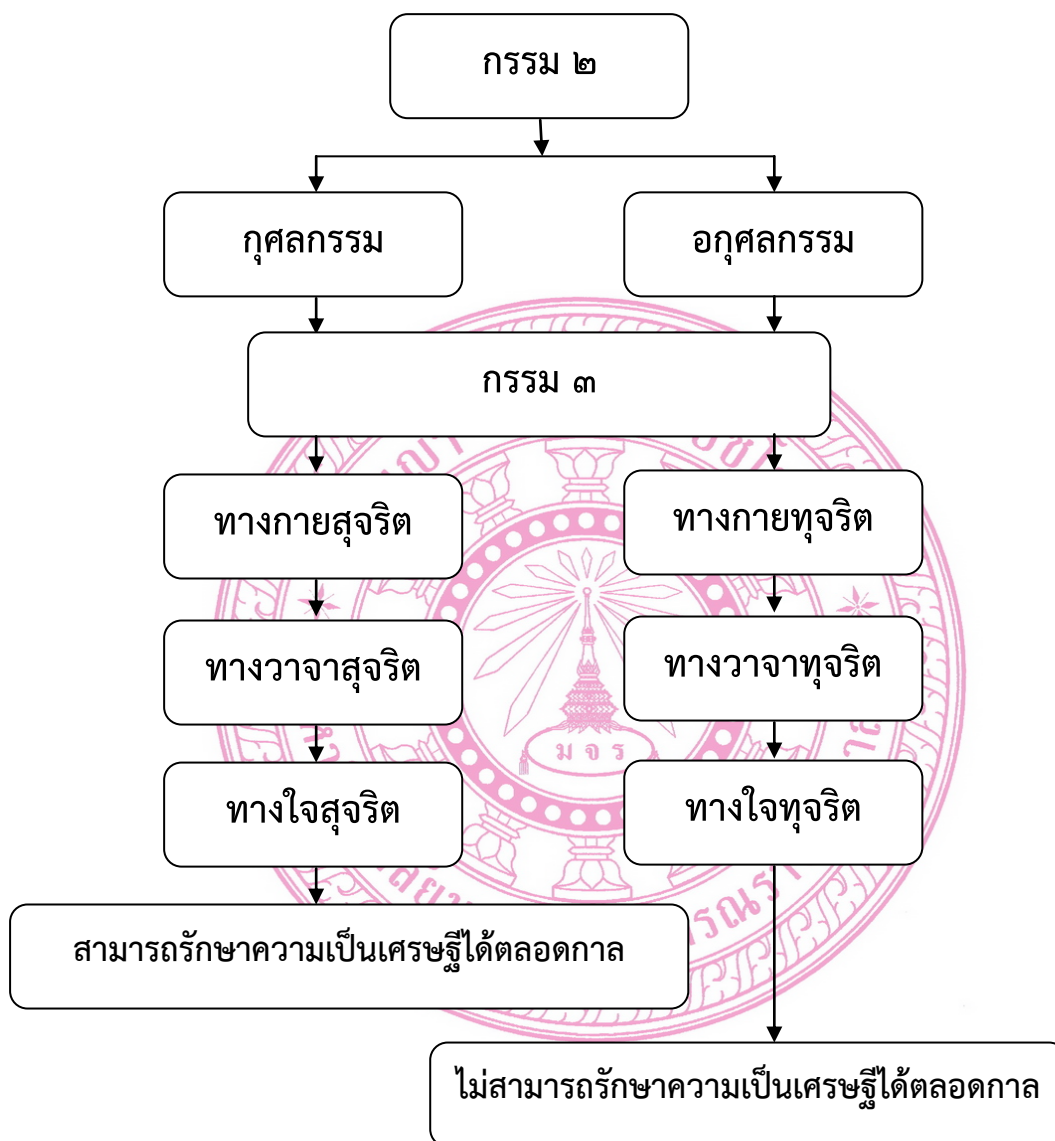 กรรม ๒
กุศลกรรม
อกุศลกรรม
กรรม ๓
ทางกายสุจริต
ทางกายทุจริต
ทางวาจาสุจริต
ทางวาจาทุจริต
ม จ ร
ทางใจสุจริต
ทางใจทุจริต
สามารถรักษาความเป็นเศรษฐีได้ตลอดกาล
ไม่สามารถรักษาความเป็นเศรษฐีได้ตลอดกาล